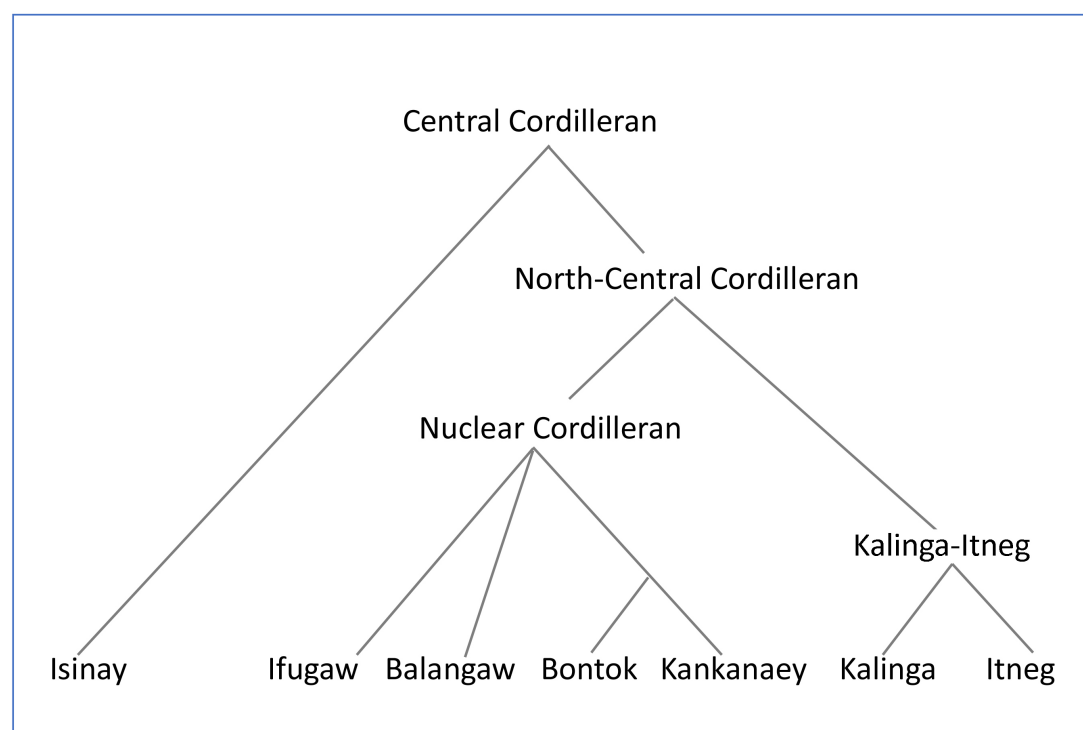 Central Cordilleran
North-Central Cordilleran
Nuclear Cordilleran
Kalinga-Itneg
Isinay Ifugaw Balangaw Bontok Kankanaey Kalinga Itneg